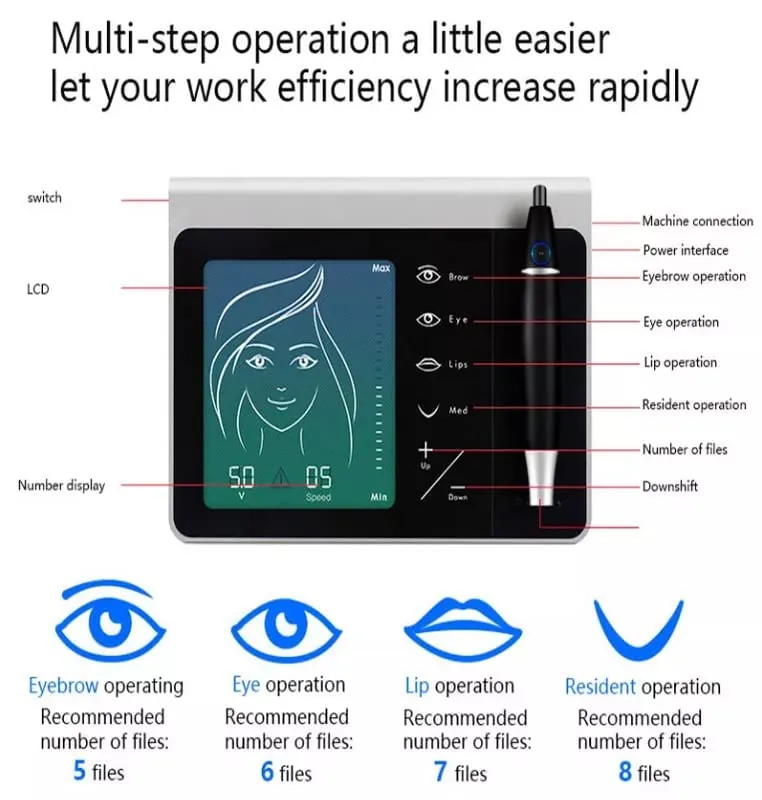 Multi-step operation a little easier
let your work efficiency increase rapidly
switch
LCD
Number display
Max
5.0
V
05
Speed
Min
Brow
Eye
Lips
Med
+
Up
Down
Machine connection
Power interface
Eyebrow operation
Eye operation
Lip operation
Resident operation
Number of files
Downshift
Eyebrow operating
Recommended
number of files:
5 files
Eye operation
Recommended
number of files:
6 files
Lip operation
Recommended
number of files:
7 files
Resident operation
Recommended
number of files:
8 files